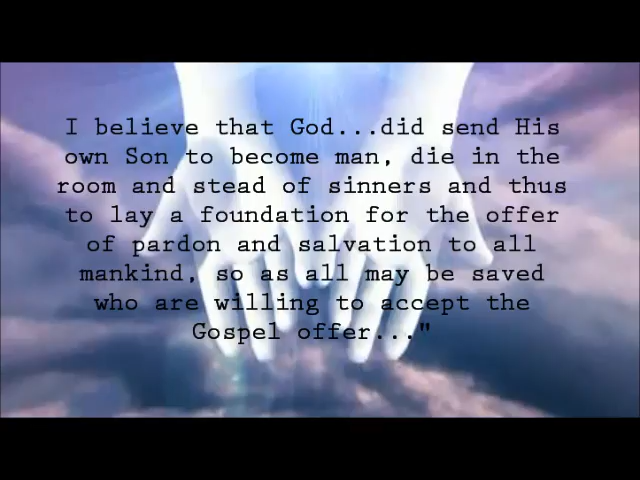 I believe that God...did send His
own Son to become man, die in the
room and stead of sinners and thus
to lay a foundation for the offer
of pardon and salvation to all
mankind, so as all may be saved
who are willing to accept the
Gospel offer..."